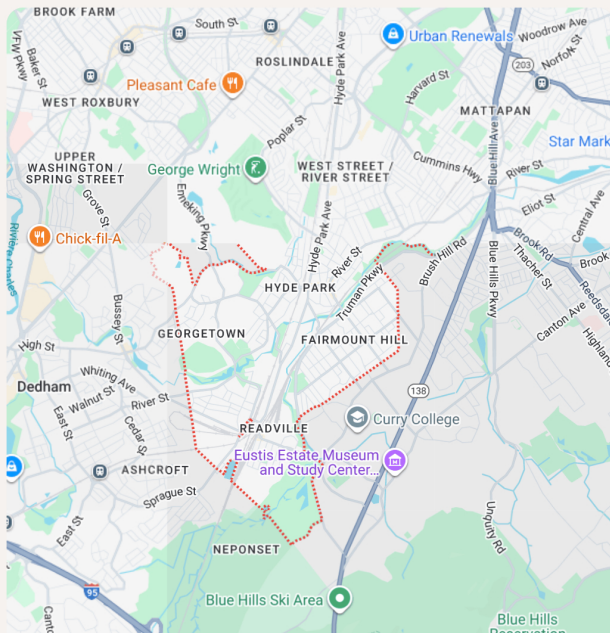 BROOK FARM
South St
Urban Renewals
Woodrow Ave
Norfolk St
VFW Pkwy
Baker St
ROSLINDALE
Hyde Park Ave
203
Pleasant Cafe
Harvard St
WEST ROXBURY
MATTAPAN
Poplar St
Blue Hill Ave
Star Mark
UPPER
WASHINGTON /
SPRING STREET
George Wright
WEST STREET /
RIVER STREET
Cummins Hwy
River St
Grove St
Enneking Pkwy
Eliot St
Central Ave
Chick-fil-A
Hyde Park Ave
Brook Rd
Brook
River St
Brush Hill Rd
Blue Hills Pkwy
Thacher St
HYDE PARK
Truman Pkwy
Reedsda
Bussey St
Canton Ave
Highland
GEORGETOWN
FAIRMOUNT HILL
High St
Whiting Ave
Dedham
138
Walnut St
River St
East St
Cedar St
READVILLE
Curry College
Eustis Estate Museum
and Study Center...
ASHCROFT
Sprague St
Unquity Rd
East St
NEPONSET
95
Blue Hills Ski Area
Blue Hills
Reservation